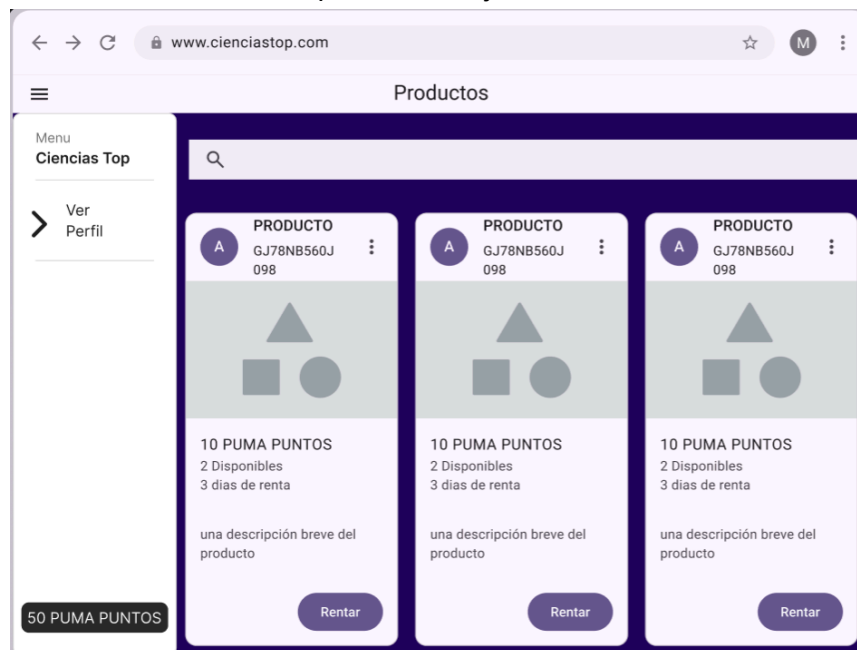 www.cienciastop.com
M
Productos
Menu
Ciencias Top
Ver
Perfil
50 PUMA PUNTOS
A
PRODUCTO
GJ78NB560J
098
10 PUMA PUNTOS
2 Disponibles
3 dias de renta
una descripción breve del
producto
Rentar
A
PRODUCTO
GJ78NB560J
098
10 PUMA PUNTOS
2 Disponibles
3 dias de renta
una descripción breve del
producto
Rentar
A
PRODUCTO
GJ78NB560J
098
10 PUMA PUNTOS
2 Disponibles
3 dias de renta
una descripción breve del
producto
Rentar